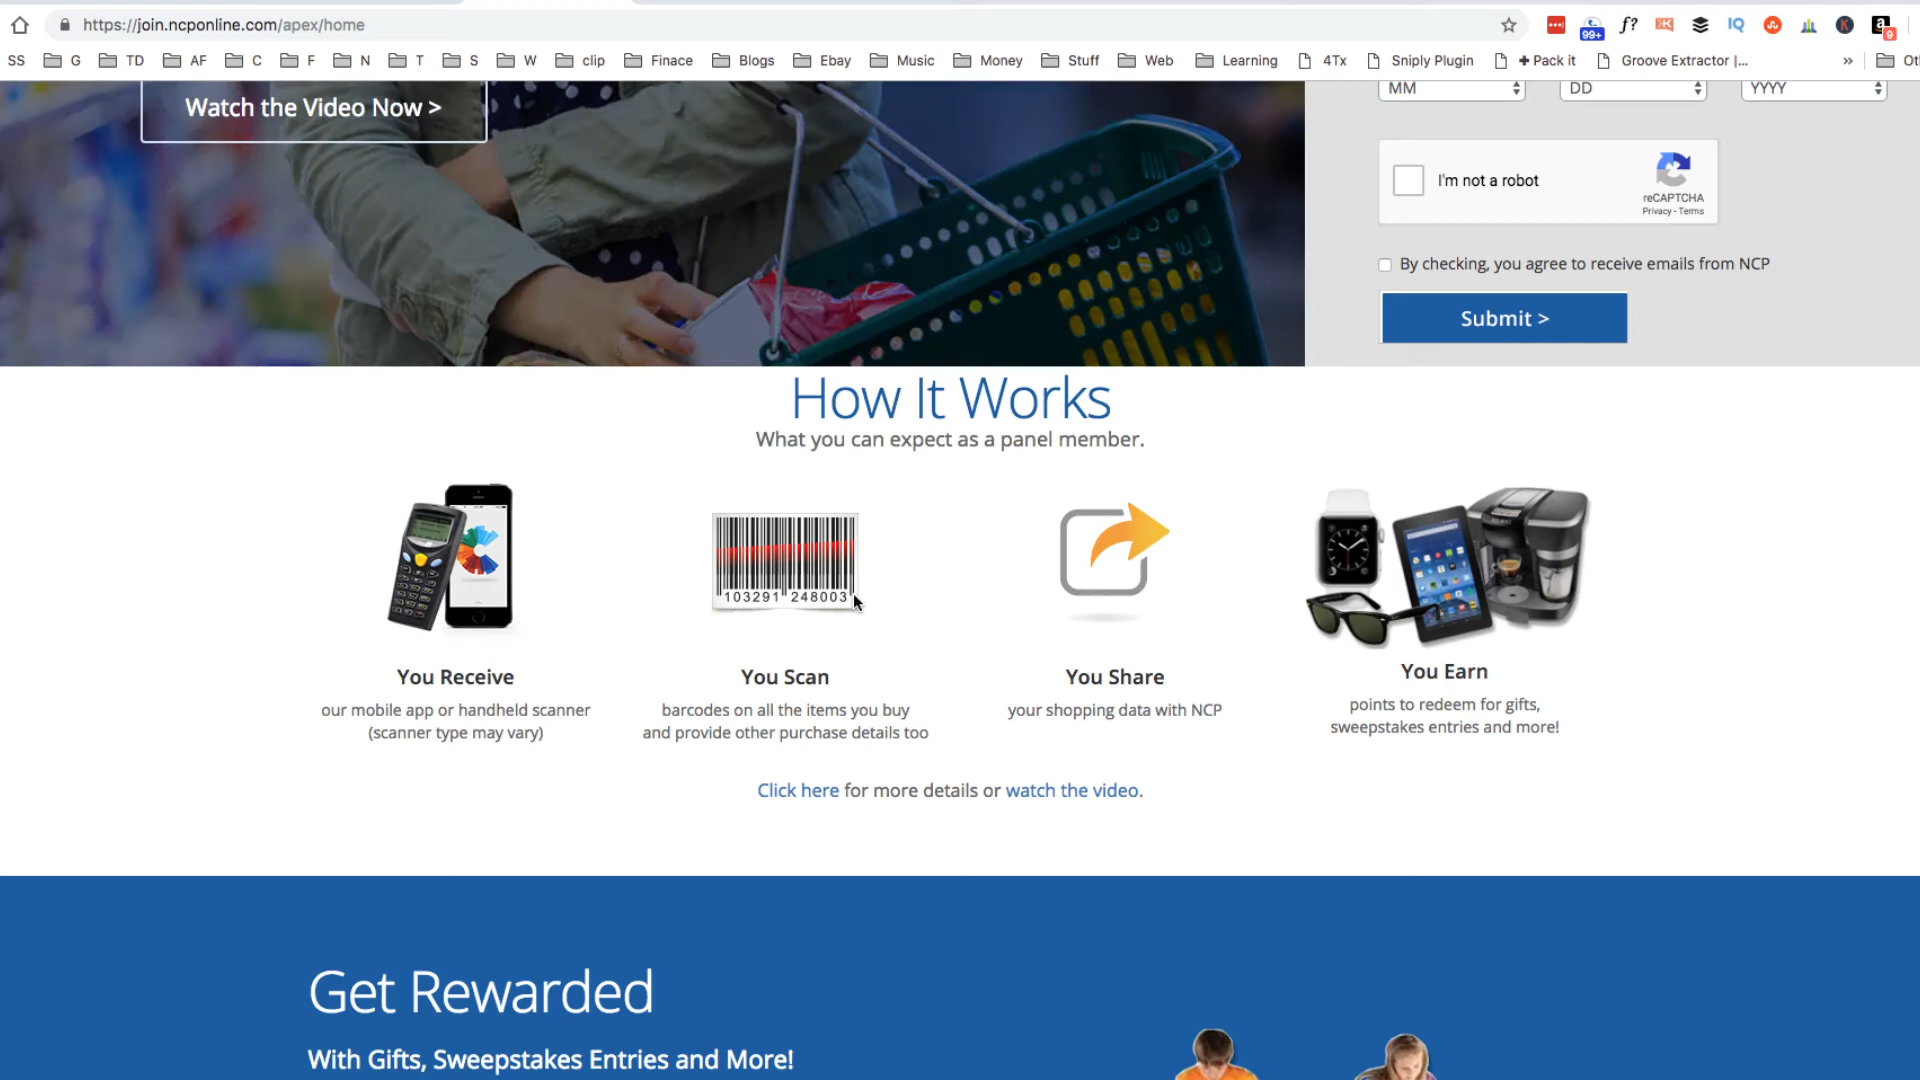 https://join.ncponline.com/apex/home
99+
f?
IQ
K
a
9
SS G TD AF C F N T S W clip Finace Blogs Ebay Music Money Stuff Web Learning 4Tx Sniply Plugin + Pack it Groove Extractor |... » Ot
Watch the Video Now >
MM DD YYYY
I'm not a robot
reCAPTCHA
Privacy - Terms
By checking, you agree to receive emails from NCP
Submit >
How It Works
What you can expect as a panel member.
103291 248003
You Receive
our mobile app or handheld scanner
(scanner type may vary)
You Scan
barcodes on all the items you buy
and provide other purchase details too
You Share
your shopping data with NCP
You Earn
points to redeem for gifts,
sweepstakes entries and more!
Click here for more details or watch the video.
Get Rewarded
With Gifts, Sweepstakes Entries and More!